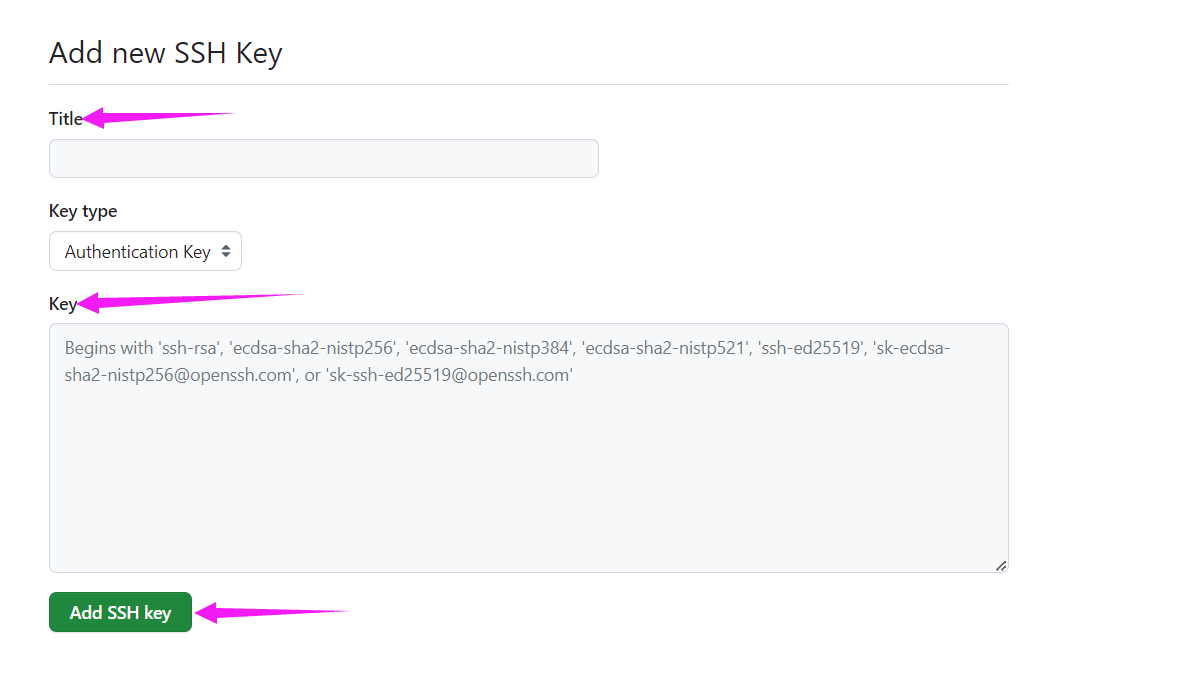 Add new SSH Key
Title
Key type
Authentication Key
Key
Begins with 'ssh-rsa', 'ecdsa-sha2-nistp256', 'ecdsa-sha2-nistp384', 'ecdsa-sha2-nistp521', 'ssh-ed25519', 'sk-ecdsa-
sha2-nistp256@openssh.com', or 'sk-ssh-ed25519@openssh.com'
Add SSH key